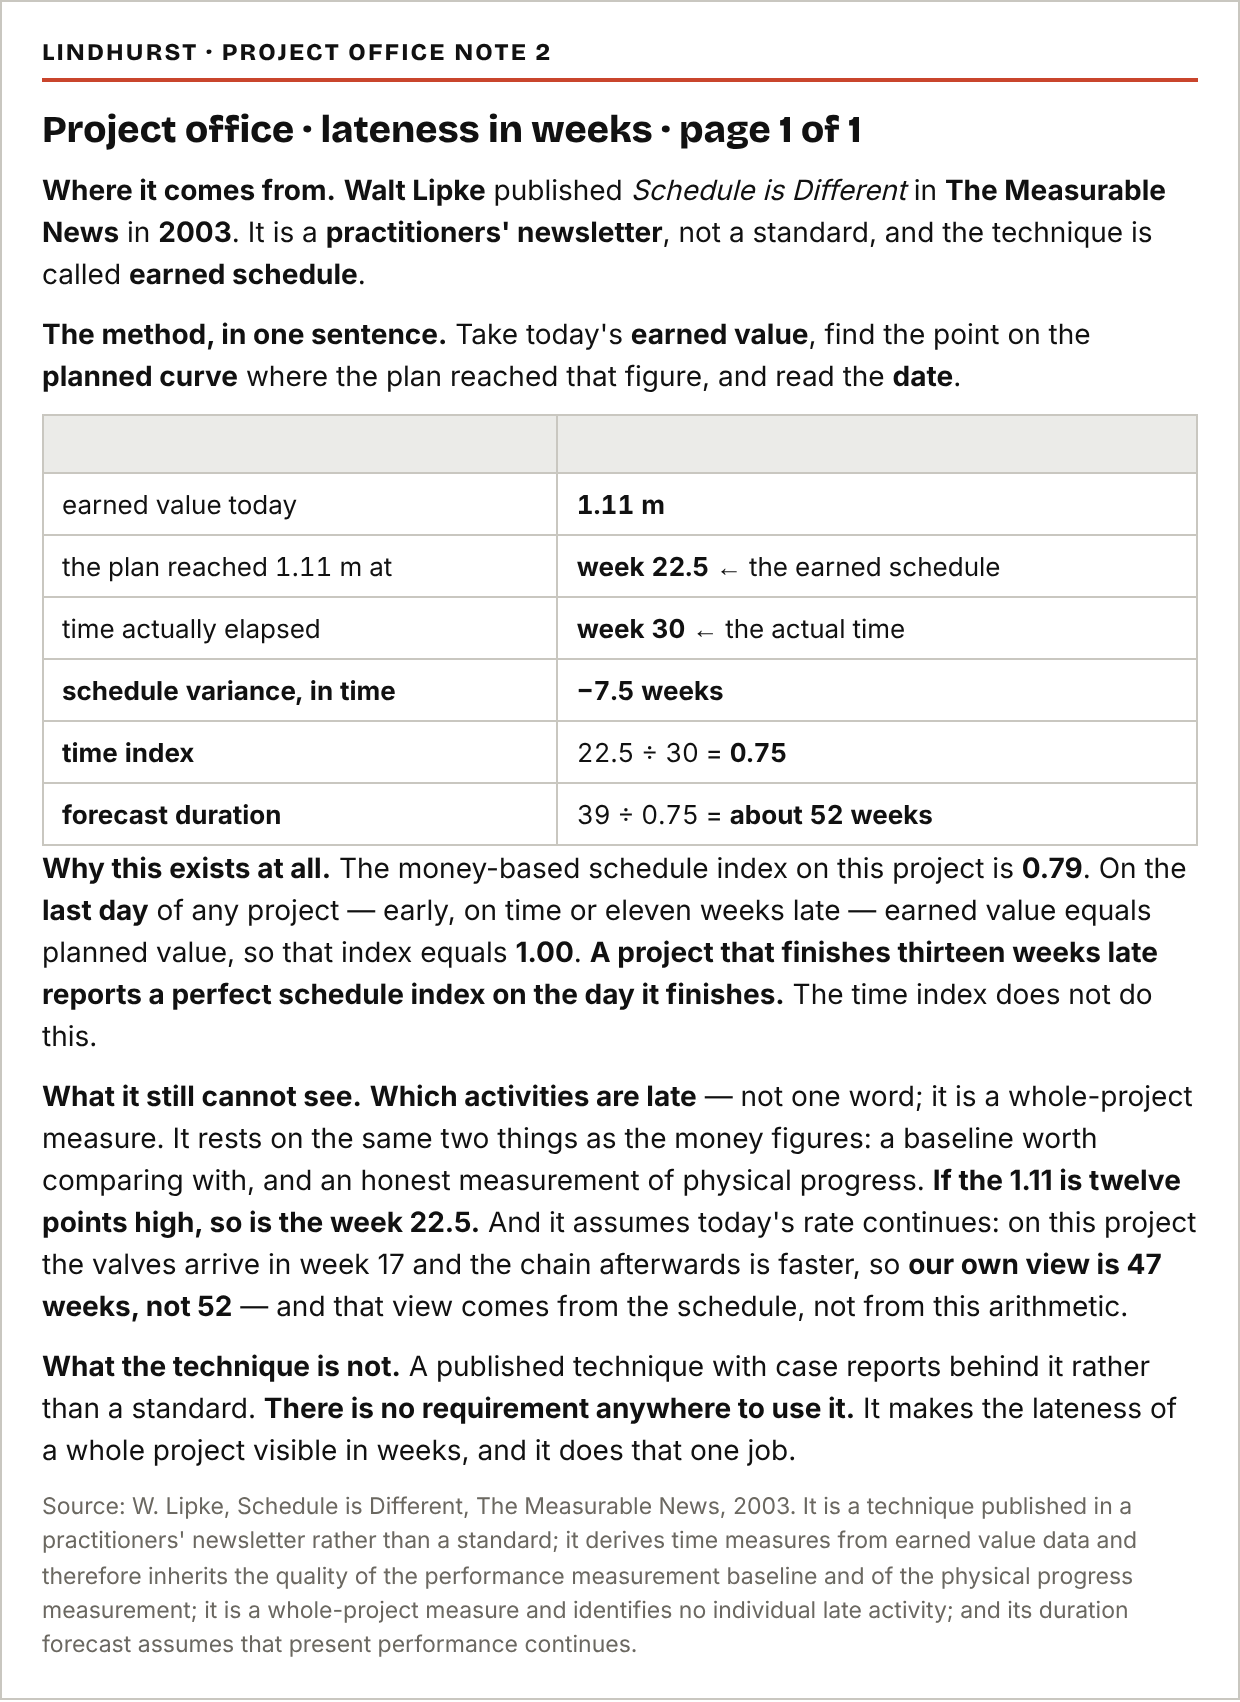 LINDHURST · PROJECT OFFICE NOTE 2
Project office · lateness in weeks · page 1 of 1
Where it comes from. Walt Lipke published Schedule is Different in The Measurable
News in 2003. It is a practitioners' newsletter, not a standard, and the technique is
called earned schedule.
The method, in one sentence. Take today's earned value, find the point on the
planned curve where the plan reached that figure, and read the date.
earned value today 1.11 m
the plan reached 1.11 m at week 22.5 ← the earned schedule
time actually elapsed week 30 ← the actual time
schedule variance, in time −7.5 weeks
time index 22.5 ÷ 30 = 0.75
forecast duration 39 ÷ 0.75 = about 52 weeks
Why this exists at all. The money-based schedule index on this project is 0.79. On the
last day of any project — early, on time or eleven weeks late — earned value equals
planned value, so that index equals 1.00. A project that finishes thirteen weeks late
reports a perfect schedule index on the day it finishes. The time index does not do
this.
What it still cannot see. Which activities are late — not one word; it is a whole-project
measure. It rests on the same two things as the money figures: a baseline worth
comparing with, and an honest measurement of physical progress. If the 1.11 is twelve
points high, so is the week 22.5. And it assumes today's rate continues: on this project
the valves arrive in week 17 and the chain afterwards is faster, so our own view is 47
weeks, not 52 — and that view comes from the schedule, not from this arithmetic.
What the technique is not. A published technique with case reports behind it rather
than a standard. There is no requirement anywhere to use it. It makes the lateness of
a whole project visible in weeks, and it does that one job.
Source: W. Lipke, Schedule is Different, The Measurable News, 2003. It is a technique published in a
practitioners' newsletter rather than a standard; it derives time measures from earned value data and
therefore inherits the quality of the performance measurement baseline and of the physical progress
measurement; it is a whole-project measure and identifies no individual late activity; and its duration
forecast assumes that present performance continues.